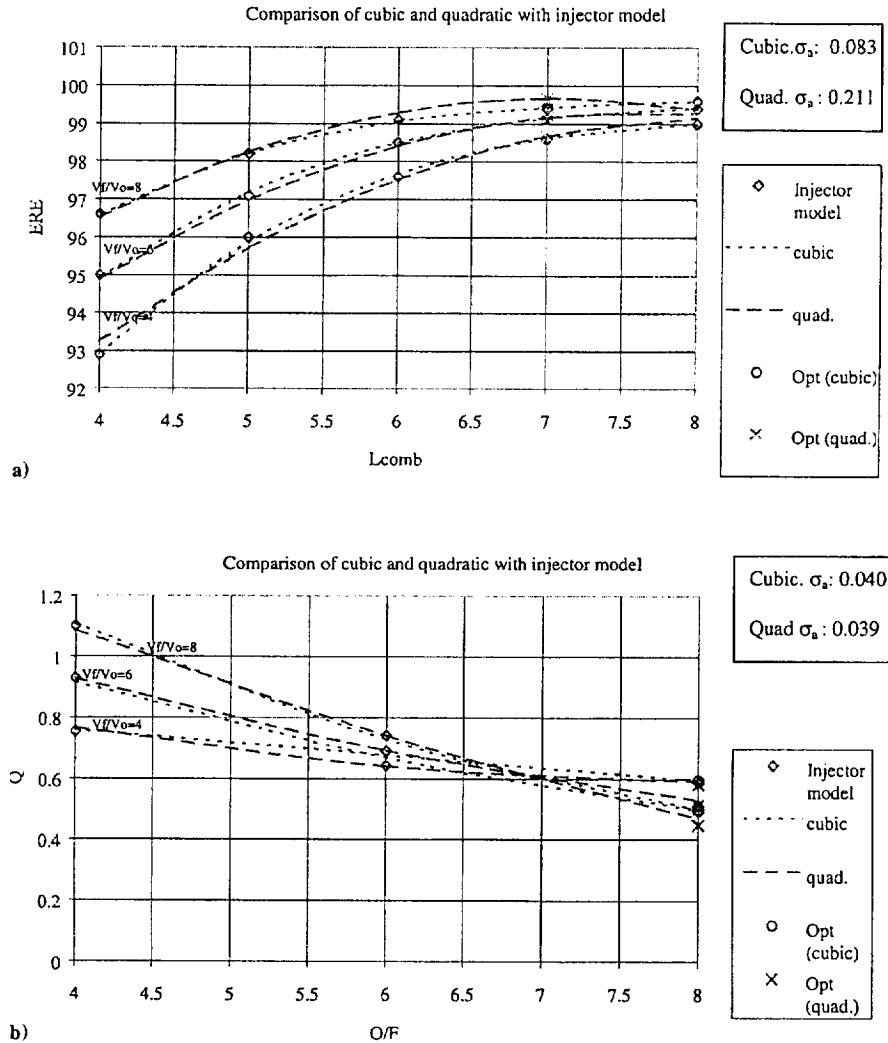 Comparison of cubic and quadratic with injector model
Cubic.σa: 0.083
Quad. σa : 0.211
101
100
99
98
97
96
95
94
93
92
ERE
Vf/Vo=8
Vf/Vo=6
Vf/Vo=4
4
4.5
5
5.5
6
6.5
7
7.5
8
Lcomb
Injector
model
cubic
quad.
Opt (cubic)
Opt (quad.)
a)
Comparison of cubic and quadratic with injector model
Cubic. σa: 0.040
Quad σa : 0.039
1.2
1
0.8
0.6
0.4
0.2
0
Q
Vf/Vo=8
Vf/Vo=6
Vf/Vo=4
4
4.5
5
5.5
6
6.5
7
7.5
8
O/F
Injector
model
cubic
quad.
Opt
(cubic)
Opt
(quad.)
b)